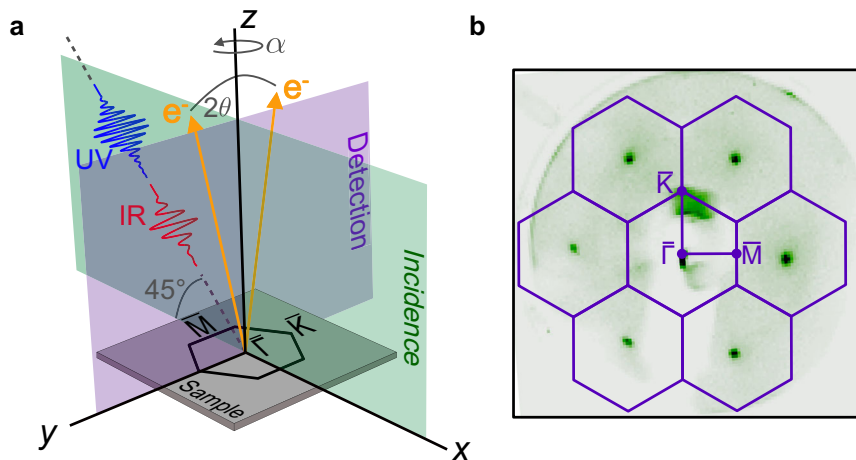 a
z
α
e⁻
e⁻
2θ
UV
IR
45°
Detection
Incidence
M̅
K̅
Γ̅
Sample
y
x
b
K̅
Γ̅
M̅